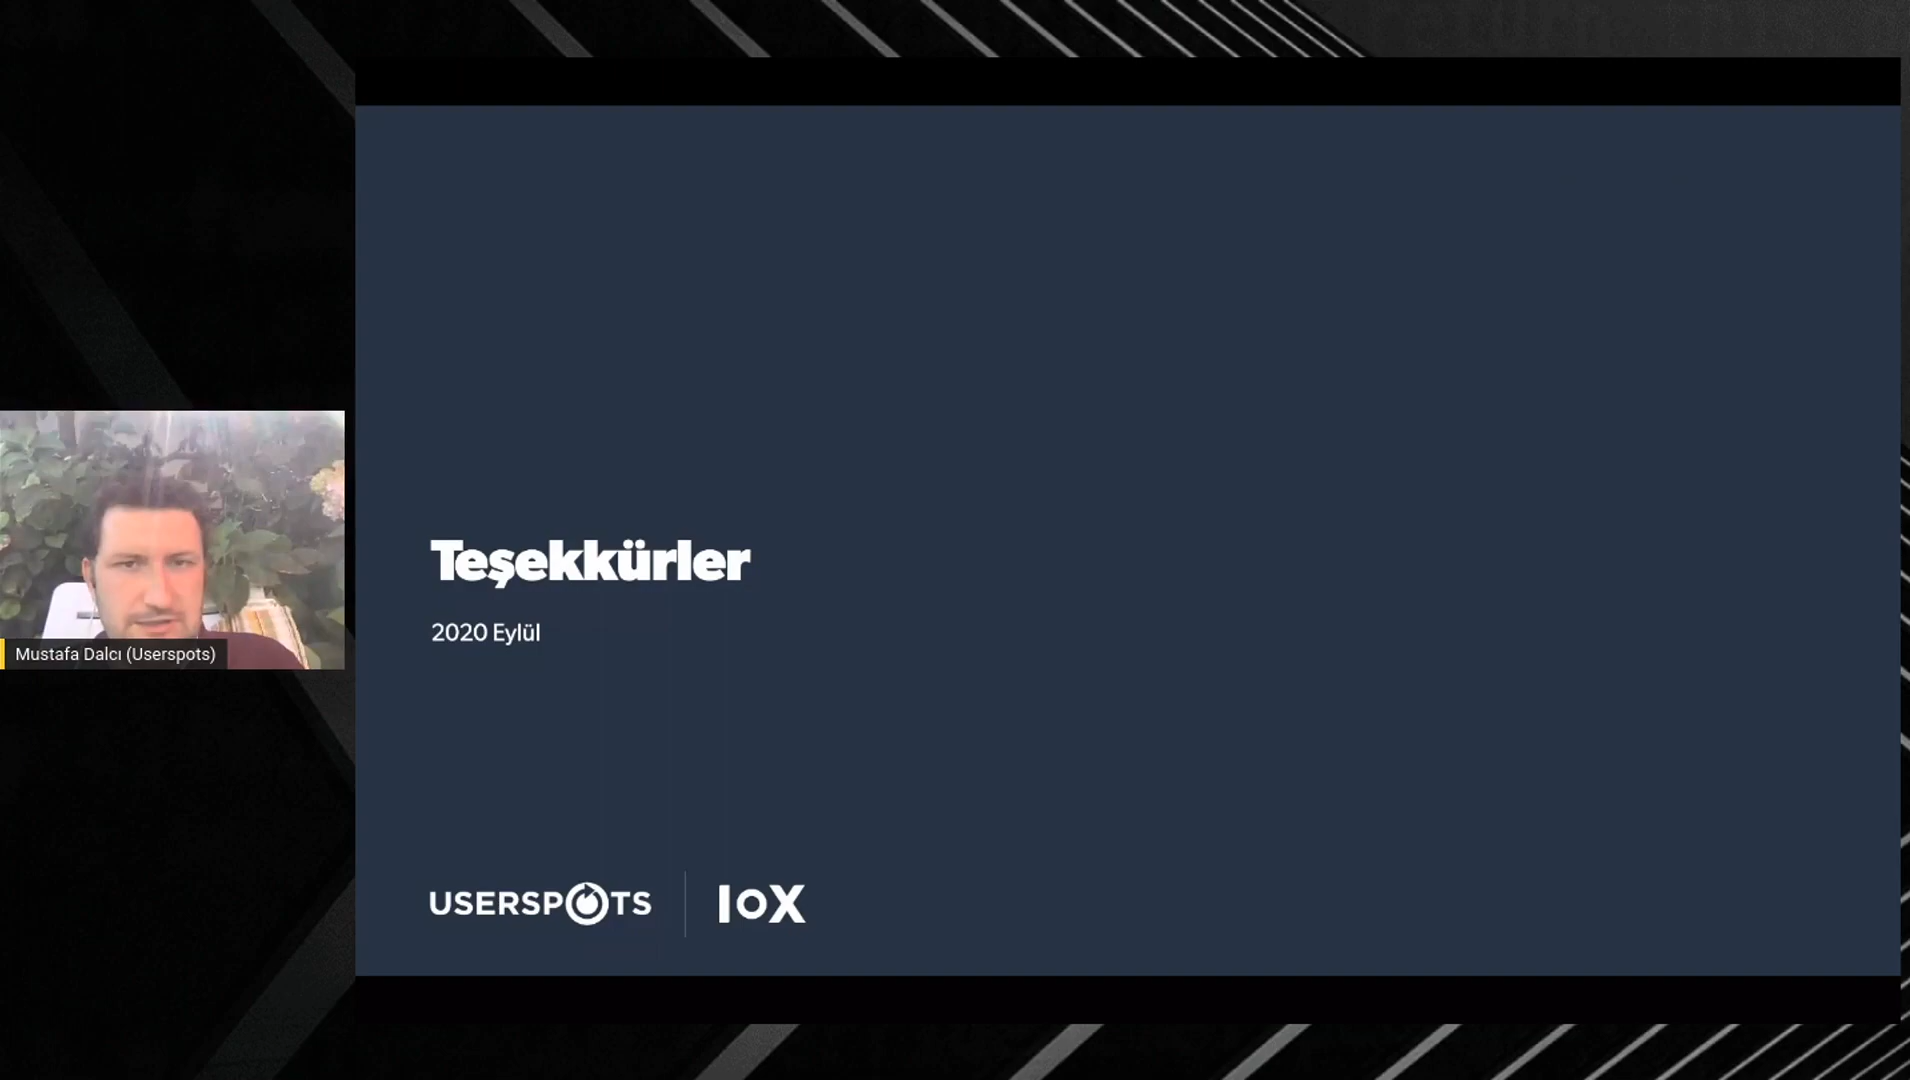 Teşekkürler
2020 Eylül
Mustafa Dalcı (Userspots)
USERSPOTS
IOX